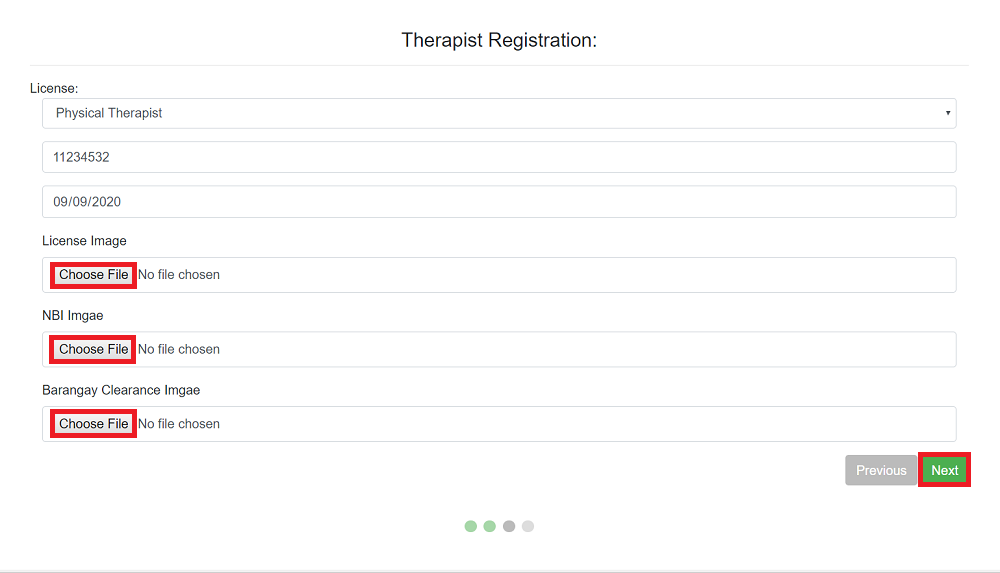 Therapist Registration:
License:
Physical Therapist
11234532
09/09/2020
License Image
Choose File No file chosen
NBI Imgae
Choose File No file chosen
Barangay Clearance Imgae
Choose File No file chosen
Previous Next